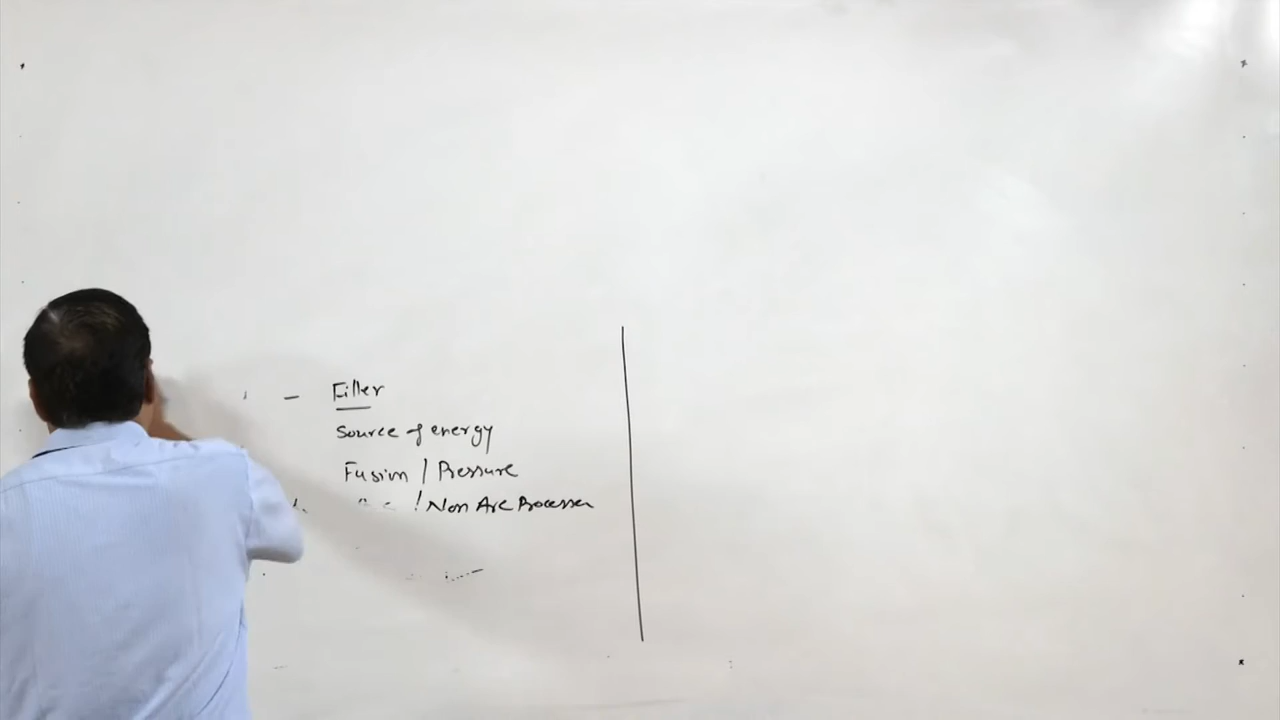 - Filler
Source of energy
Fusion / Pressure
/ Non Arc Processes